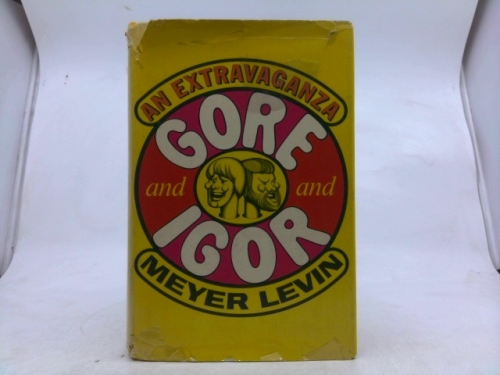 AN EXTRAVAGANZA
GORE
and and
IGOR
MEYER LEVIN